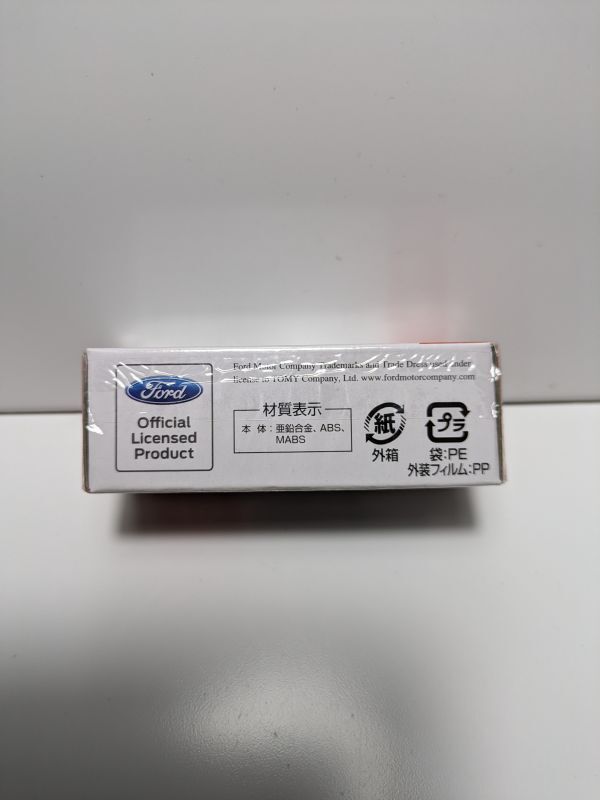 Ford
Official
Licensed
Product
Ford Motor Company Trademarks and Trade Dress used under
license to TOMY Company, Ltd. www.fordmotorcompany.com
材質表示
本 体：亜鉛合金、ABS、
MABS
紙
外箱
プラ
袋:PE
外装フィルム:PP